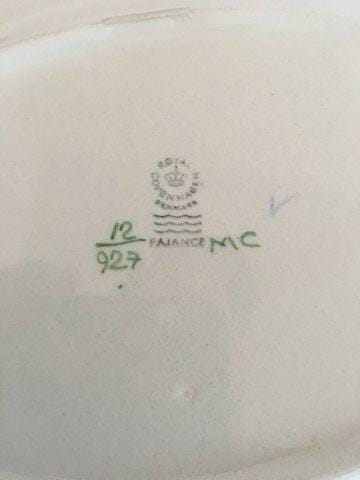 ROYAL
COPENHAGEN
DENMARK
FAJANCE
12
927
MC